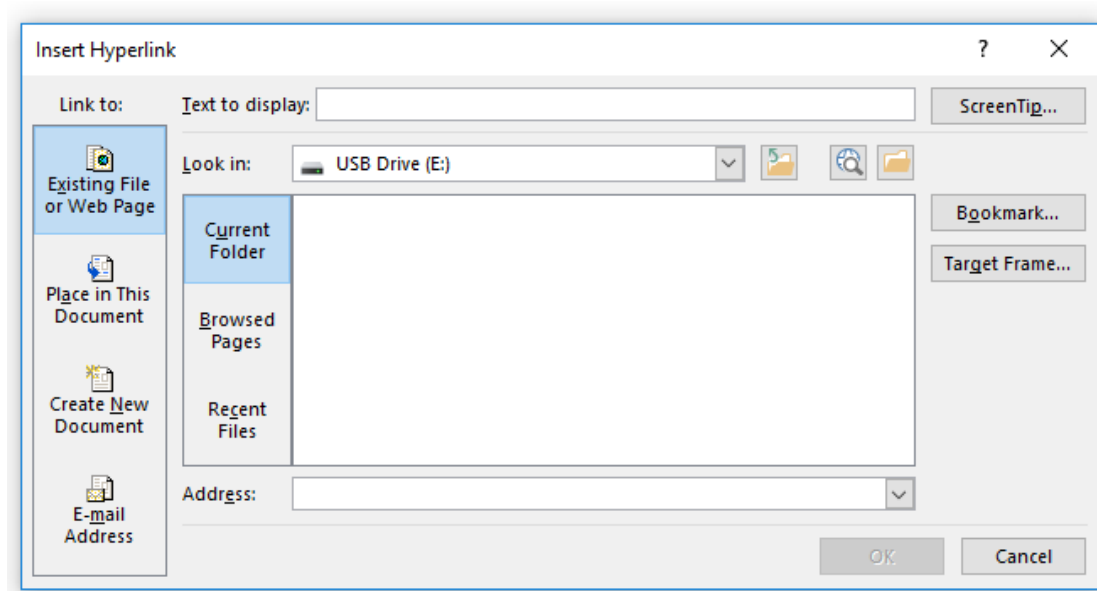 Insert Hyperlink ? ×
Link to:
Text to display:
ScreenTip...
Existing File
or Web Page
Place in This
Document
Create New
Document
E-mail
Address
Look in:
USB Drive (E:)
Current
Folder
Browsed
Pages
Recent
Files
Bookmark...
Target Frame...
Address:
OK
Cancel